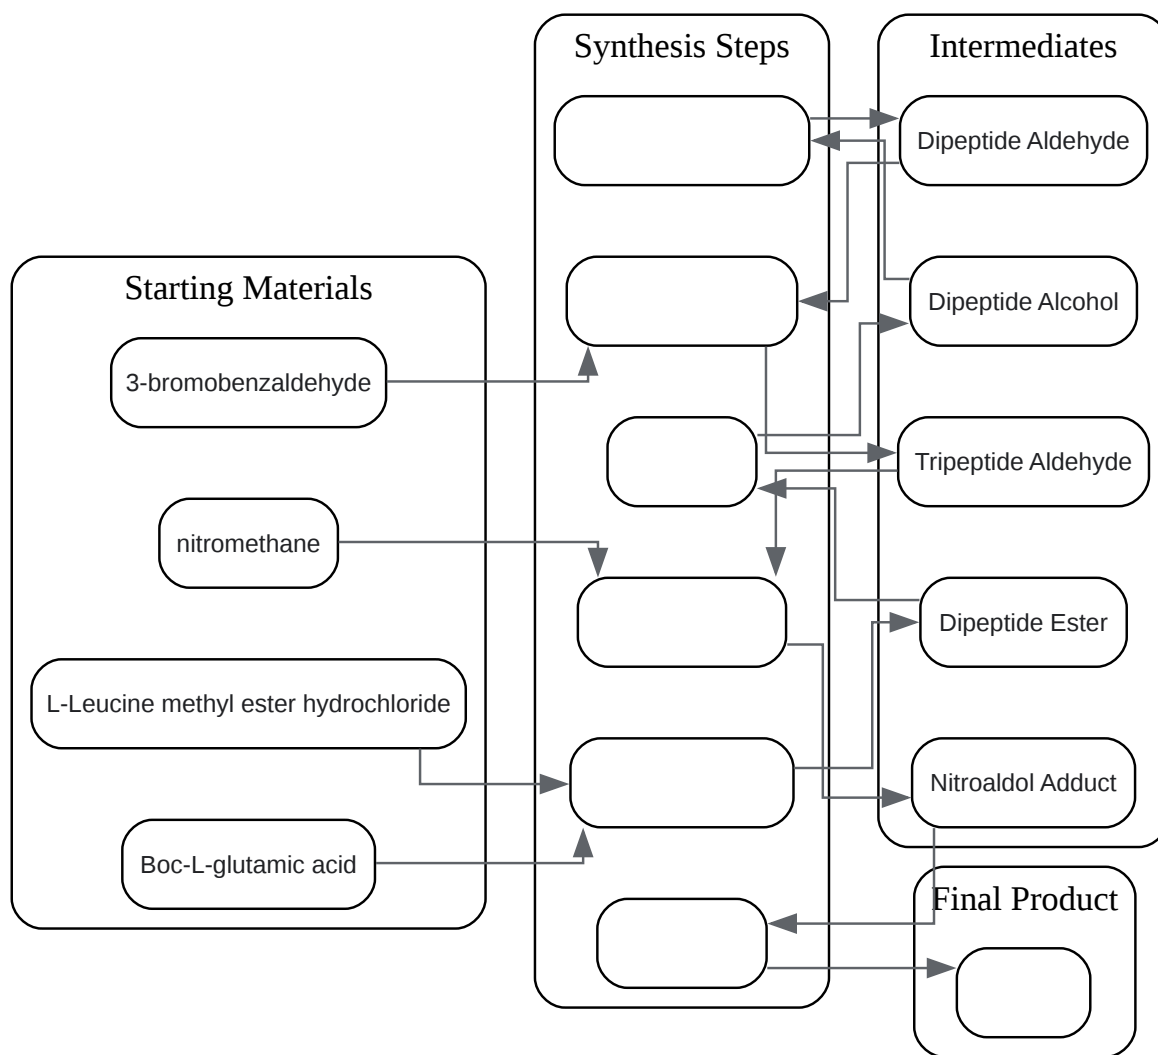 Synthesis Steps
Intermediates
Dipeptide Aldehyde
Starting Materials
Dipeptide Alcohol
3-bromobenzaldehyde
Tripeptide Aldehyde
nitromethane
Dipeptide Ester
L-Leucine methyl ester hydrochloride
Nitroaldol Adduct
Boc-L-glutamic acid
Final Product